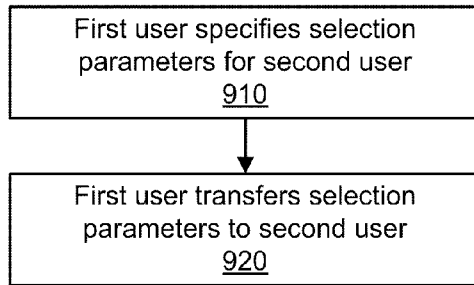 First user specifies selection
parameters for second user
910
First user transfers selection
parameters to second user
920